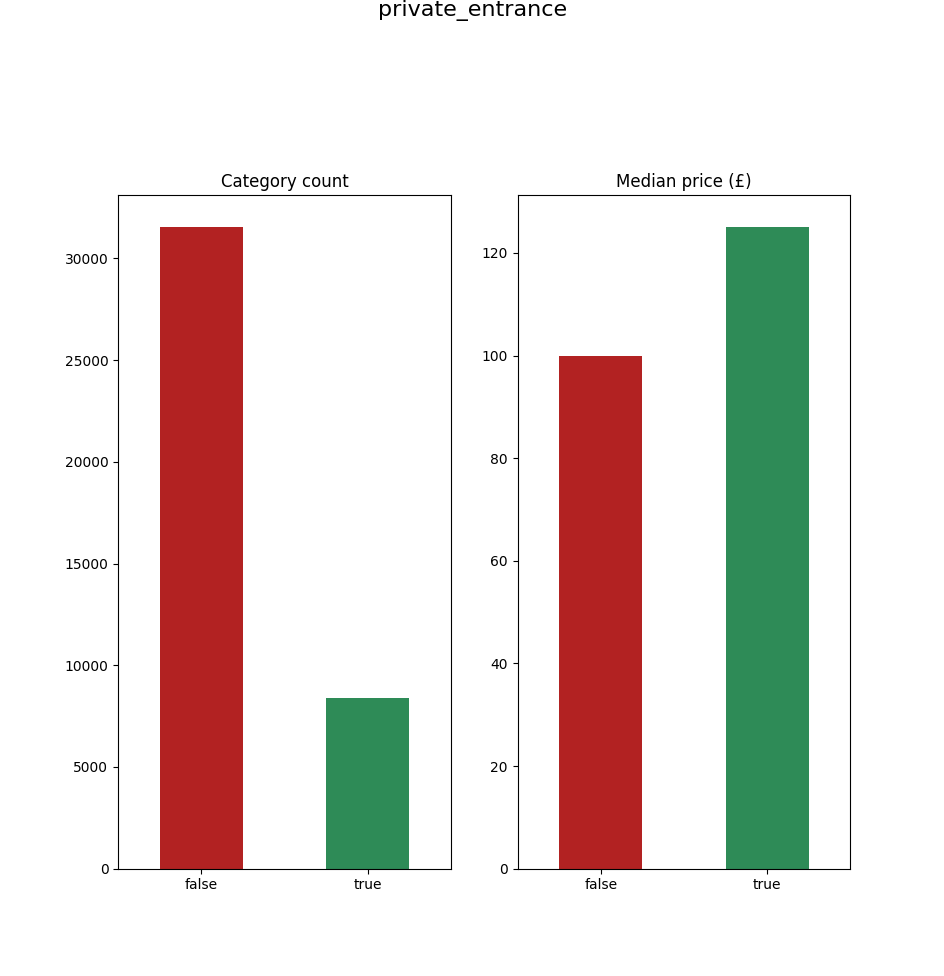 private_entrance
Category count
30000
25000
20000
15000
10000
5000
0
false true
Median price (£)
120
100
80
60
40
20
0
false true